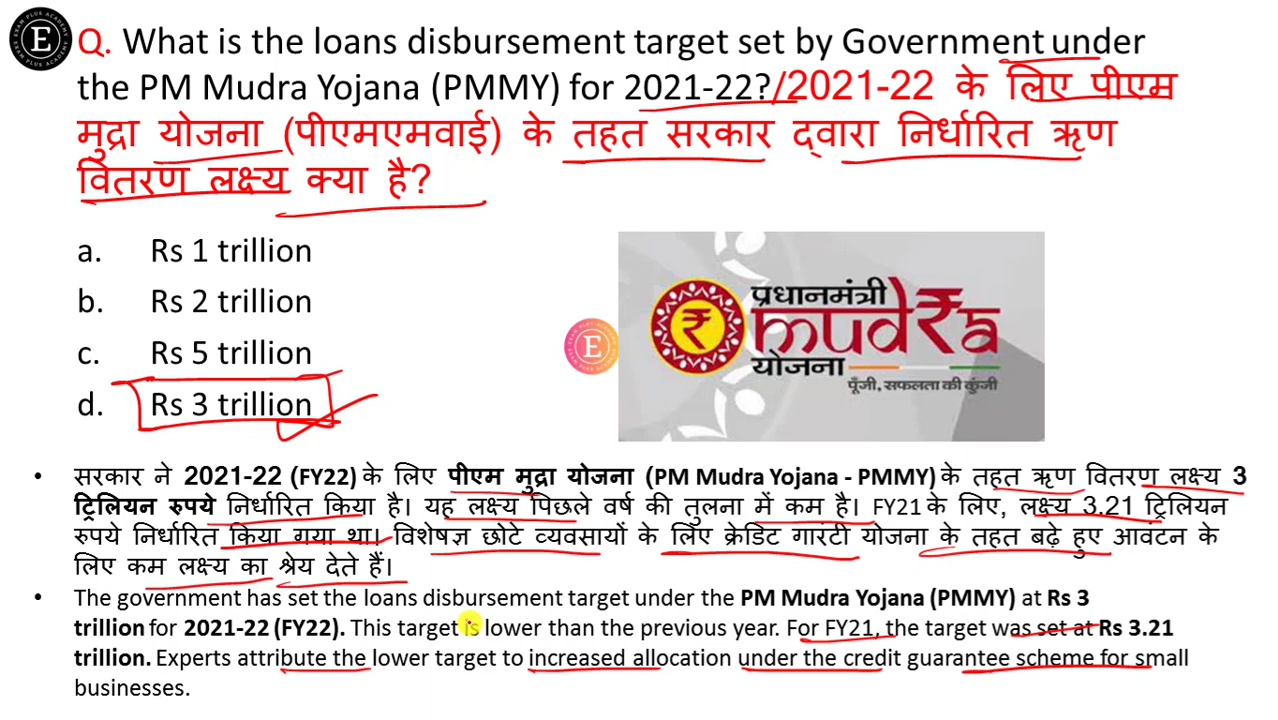 Q. What is the loans disbursement target set by Government under
the PM Mudra Yojana (PMMY) for 2021-22?/2021-22 के लिए पीएम
मुद्रा योजना (पीएमएमवाई) के तहत सरकार द्वारा निर्धारित ऋण
वितरण लक्ष्य क्या है?
a. Rs 1 trillion
b. Rs 2 trillion
c. Rs 5 trillion
d. Rs 3 trillion
प्रधानमंत्री
mudra
योजना
पूँजी, सफलता की कुंजी
E
• सरकार ने 2021-22 (FY22) के लिए पीएम मुद्रा योजना (PM Mudra Yojana - PMMY) के तहत ऋण वितरण लक्ष्य 3
ट्रिलियन रुपये निर्धारित किया है। यह लक्ष्य पिछले वर्ष की तुलना में कम है। FY21 के लिए, लक्ष्य 3.21 ट्रिलियन
रुपये निर्धारित किया गया था। विशेषज्ञ छोटे व्यवसायों के लिए क्रेडिट गारंटी योजना के तहत बढ़े हुए आवंटन के
लिए कम लक्ष्य का श्रेय देते हैं।
• The government has set the loans disbursement target under the PM Mudra Yojana (PMMY) at Rs 3
trillion for 2021-22 (FY22). This target is lower than the previous year. For FY21, the target was set at Rs 3.21
trillion. Experts attribute the lower target to increased allocation under the credit guarantee scheme for small
businesses.